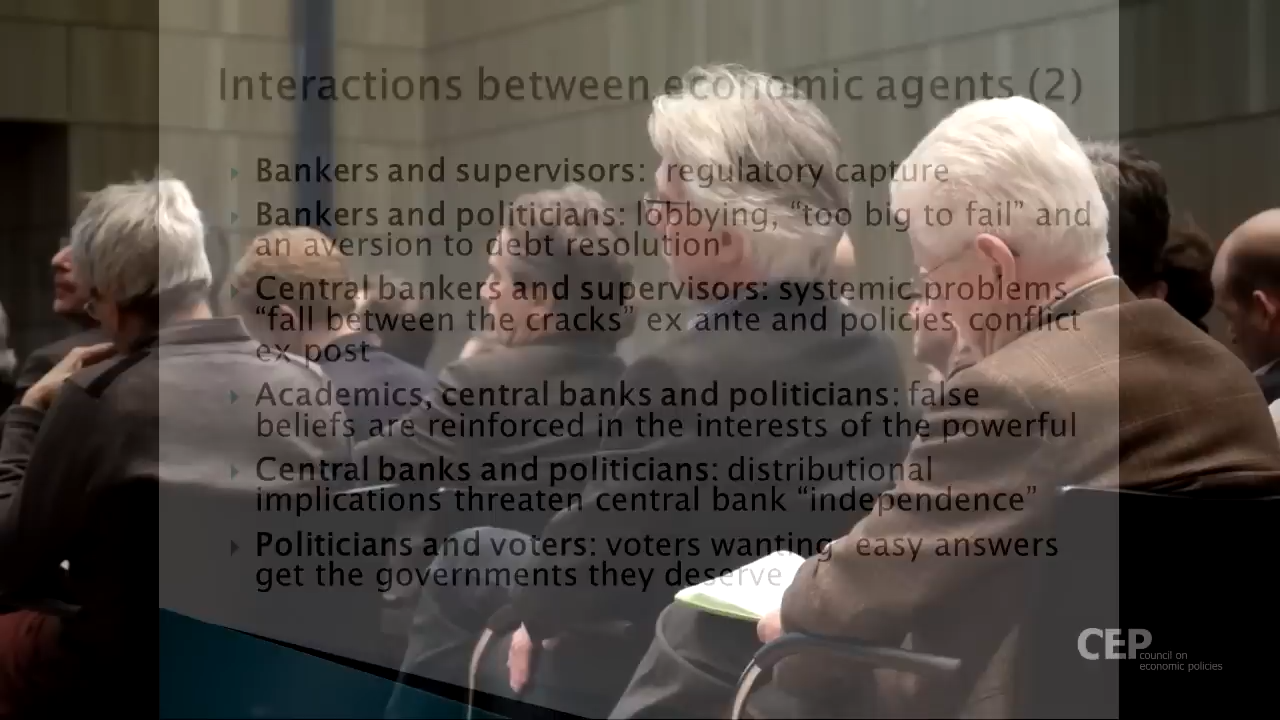 Interactions between economic agents (2)
Bankers and supervisors: regulatory capture
Bankers and politicians: lobbying, “too big to fail” and
an aversion to debt resolution
Central bankers and supervisors: systemic problems
“fall between the cracks” ex ante and policies conflict
ex post
Academics, central banks and politicians: false
beliefs are reinforced in the interests of the powerful
Central banks and politicians: distributional
implications threaten central bank “independence”
Politicians and voters: voters wanting easy answers
get the governments they deserve
CEP
council on
economic policies